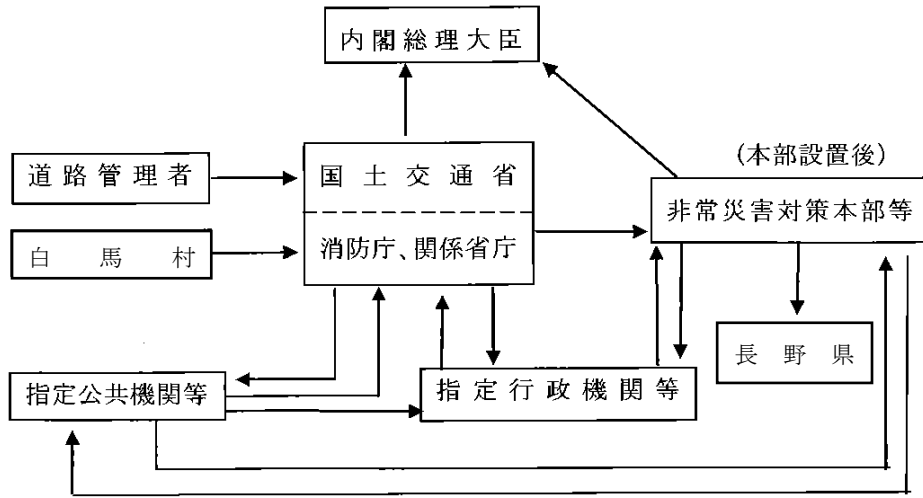 内閣総理大臣
(本部設置後)
道路管理者
国土交通省
非常災害対策本部等
白馬村
消防庁、関係省庁
長野県
指定公共機関等
指定行政機関等